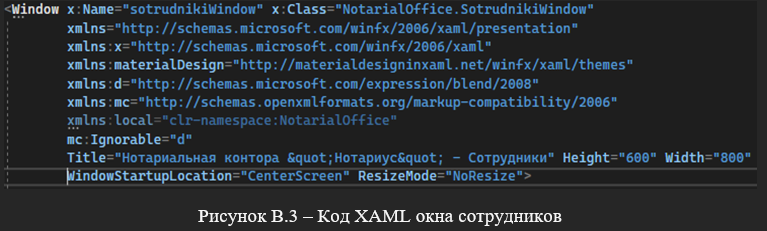 <Window x:Name="sotrudnikiWindow" x:Class="NotarialOffice.SotrudnikiWindow"
xmlns="http://schemas.microsoft.com/winfx/2006/xaml/presentation"
xmlns:x="http://schemas.microsoft.com/winfx/2006/xaml"
xmlns:materialDesign="http://materialdesigninxaml.net/winfx/xaml/themes"
xmlns:d="http://schemas.microsoft.com/expression/blend/2008"
xmlns:mc="http://schemas.openxmlformats.org/markup-compatibility/2006"
xmlns:local="clr-namespace:NotarialOffice"
mc:Ignorable="d"
Title="Нотариальная контора &quot;Нотариус&quot; - Сотрудники" Height="600" Width="800"
WindowStartupLocation="CenterScreen" ResizeMode="NoResize">
Рисунок В.3 – Код XAML окна сотрудников